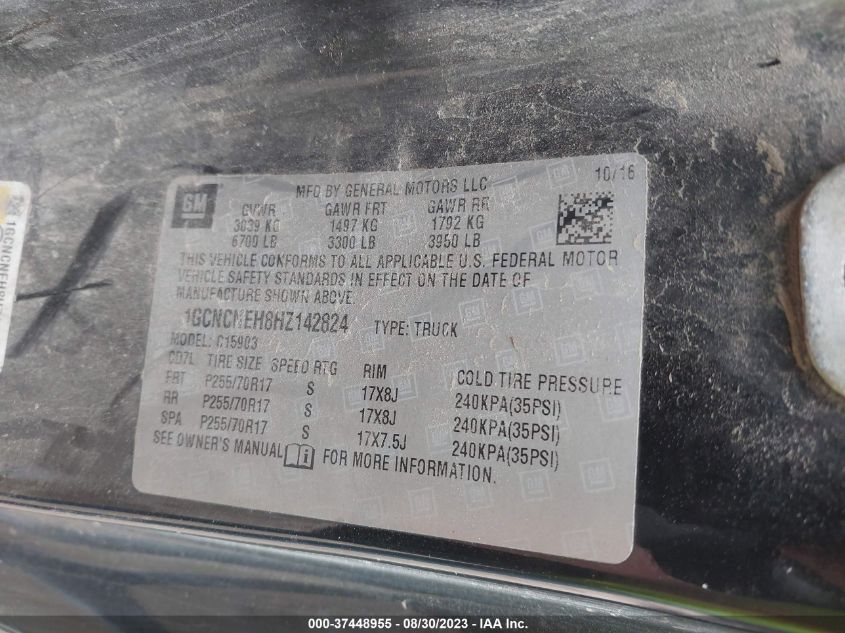 GM
MFD BY GENERAL MOTORS LLC
10/16
GVWR GAWR FRT GAWR RR
3039 KG 1497 KG 1792 KG
6700 LB 3300 LB 3950 LB
THIS VEHICLE CONFORMS TO ALL APPLICABLE U.S. FEDERAL MOTOR
VEHICLE SAFETY STANDARDS IN EFFECT ON THE DATE OF
MANUFACTURE SHOWN ABOVE.
1GCNCNEH8HZ142824 TYPE: TRUCK
MODEL: C15903
CD7L TIRE SIZE SPEED RTG RIM COLD TIRE PRESSURE
FRT P255/70R17 S 17X8J 240KPA(35PSI)
RR P255/70R17 S 17X8J 240KPA(35PSI)
SPA P255/70R17 S 17X7.5J 240KPA(35PSI)
SEE OWNER'S MANUAL FOR MORE INFORMATION.
000-37448955 - 08/30/2023 - IAA Inc.